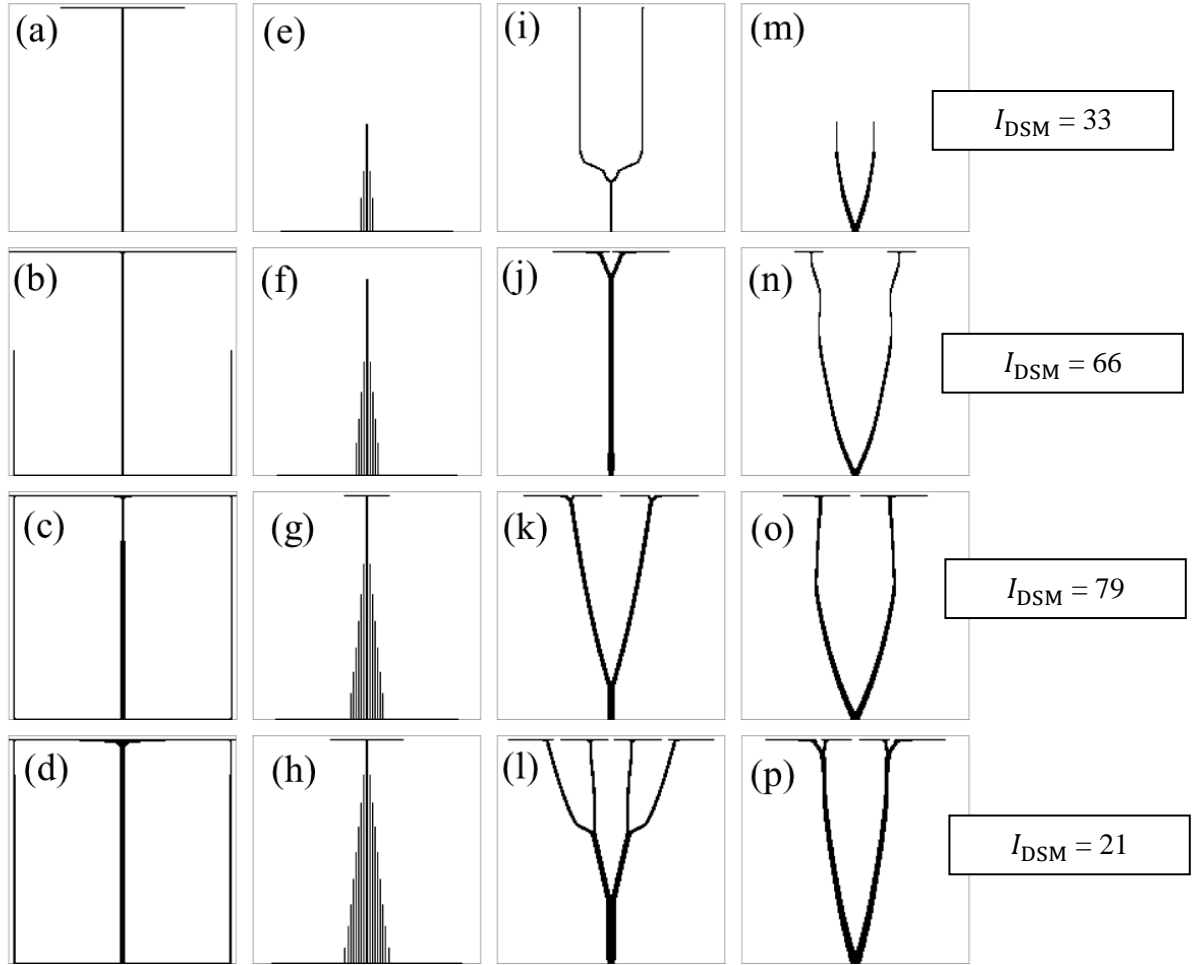 (a) (e) (i) (m)
I_DSM = 33
(b) (f) (j) (n)
I_DSM = 66
(c) (g) (k) (o)
I_DSM = 79
(d) (h) (l) (p)
I_DSM = 21